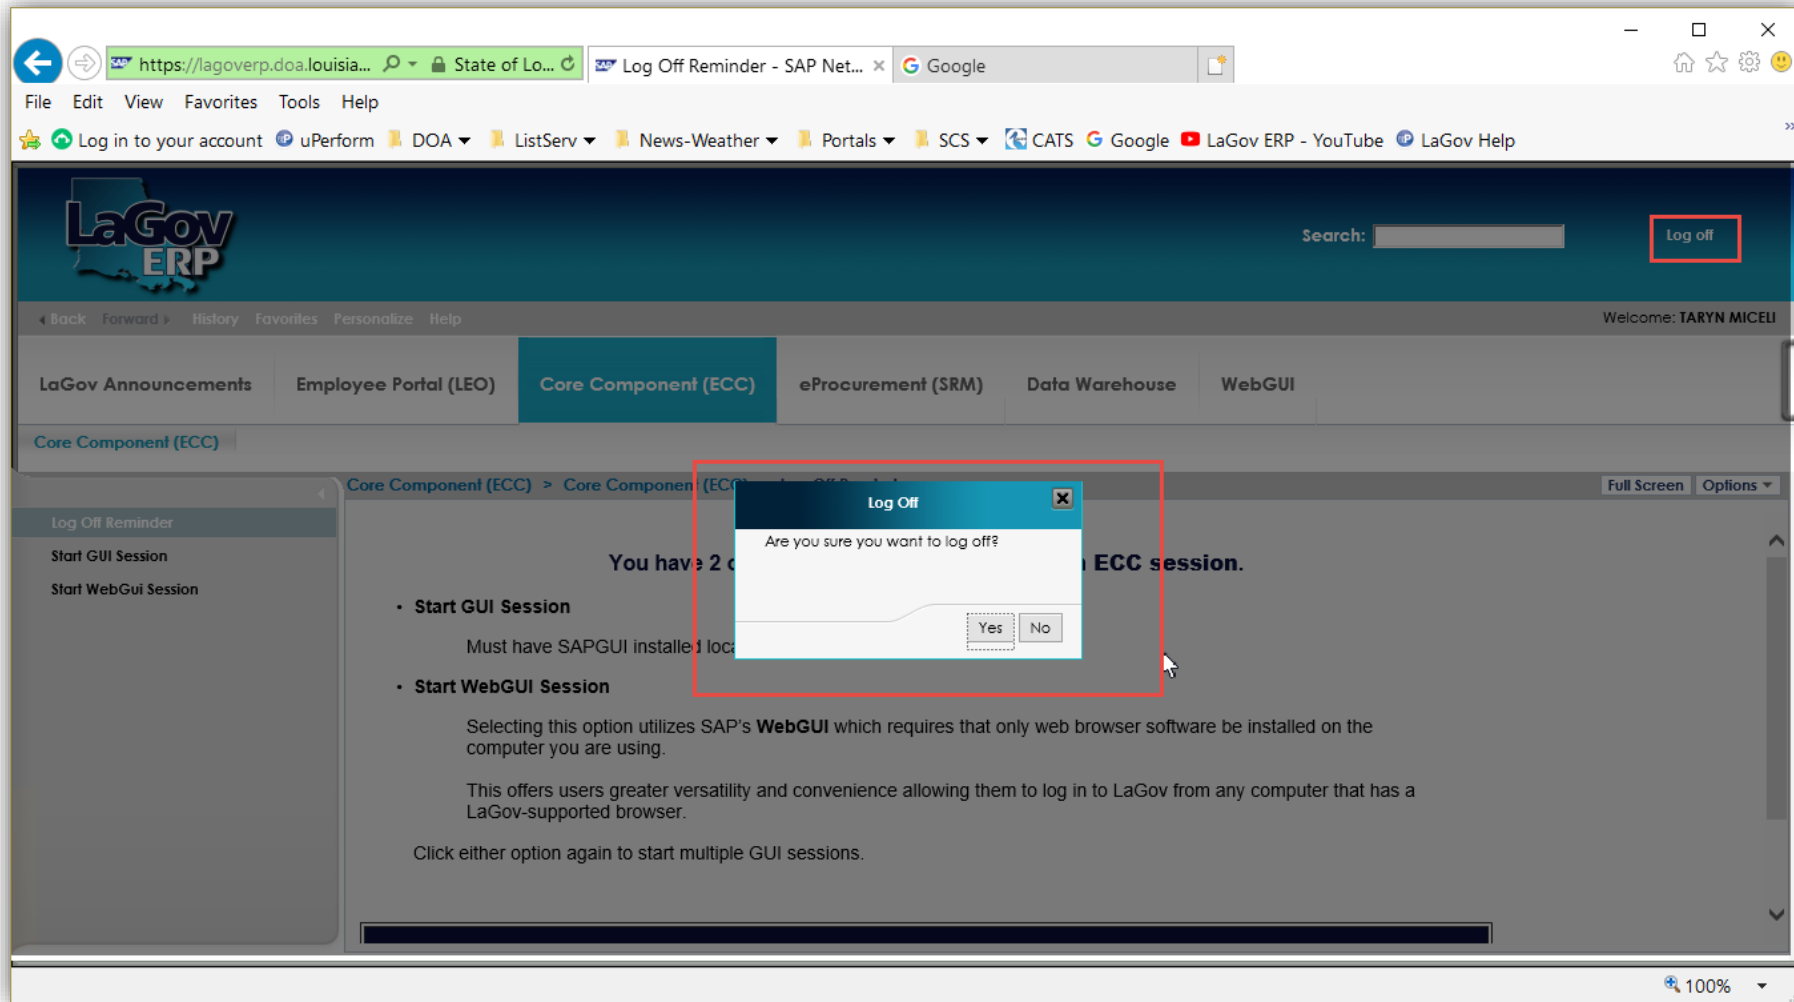 https://lagoverp.doa.louisia... State of Lo... Log Off Reminder - SAP Net... Google
File Edit View Favorites Tools Help
Log in to your account uPerform DOA ListServ News-Weather Portals SCS CATS Google LaGov ERP - YouTube LaGov Help
LaGov
ERP
Search: Log off
Back Forward History Favorites Personalize Help Welcome: TARYN MICELI
LaGov Announcements Employee Portal (LEO) Core Component (ECC) eProcurement (SRM) Data Warehouse WebGUI
Core Component (ECC)
Core Component (ECC) > Core Component (ECC) Full Screen Options
Log Off Reminder
Start GUI Session
Start WebGui Session
Log Off
Are you sure you want to log off?
Yes No
You have 2 ECC session.
• Start GUI Session
Must have SAPGUI installed
• Start WebGUI Session
Selecting this option utilizes SAP's WebGUI which requires that only web browser software be installed on the
computer you are using.
This offers users greater versatility and convenience allowing them to log in to LaGov from any computer that has a
LaGov-supported browser.
Click either option again to start multiple GUI sessions.
100%